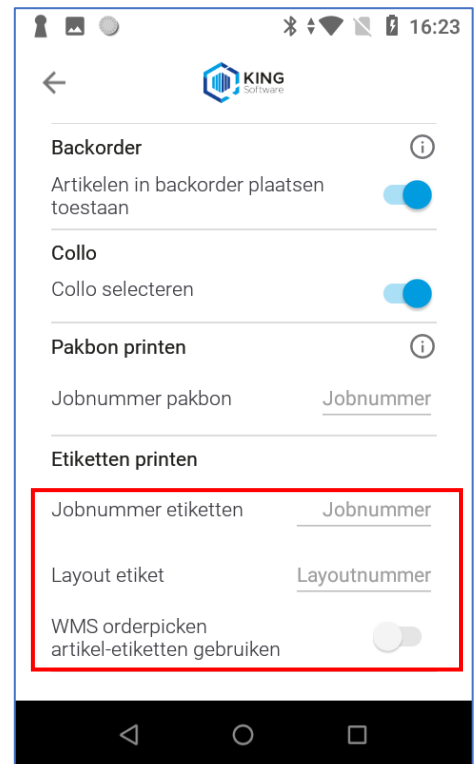 16:23
KING
Software
Backorder
Artikelen in backorder plaatsen
toestaan
Collo
Collo selecteren
Pakbon printen
Jobnummer pakbon Jobnummer
Etiketten printen
Jobnummer etiketten Jobnummer
Layout etiket Layoutnummer
WMS orderpicken
artikel-etiketten gebruiken